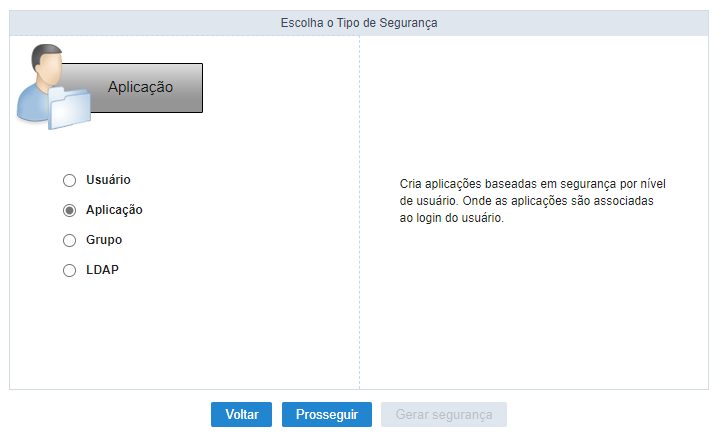 Escolha o Tipo de Segurança
Aplicação
Usuário
Aplicação
Grupo
LDAP
Cria aplicações baseadas em segurança por nível
de usuário. Onde as aplicações são associadas
ao login do usuário.
Voltar
Prosseguir
Gerar segurança